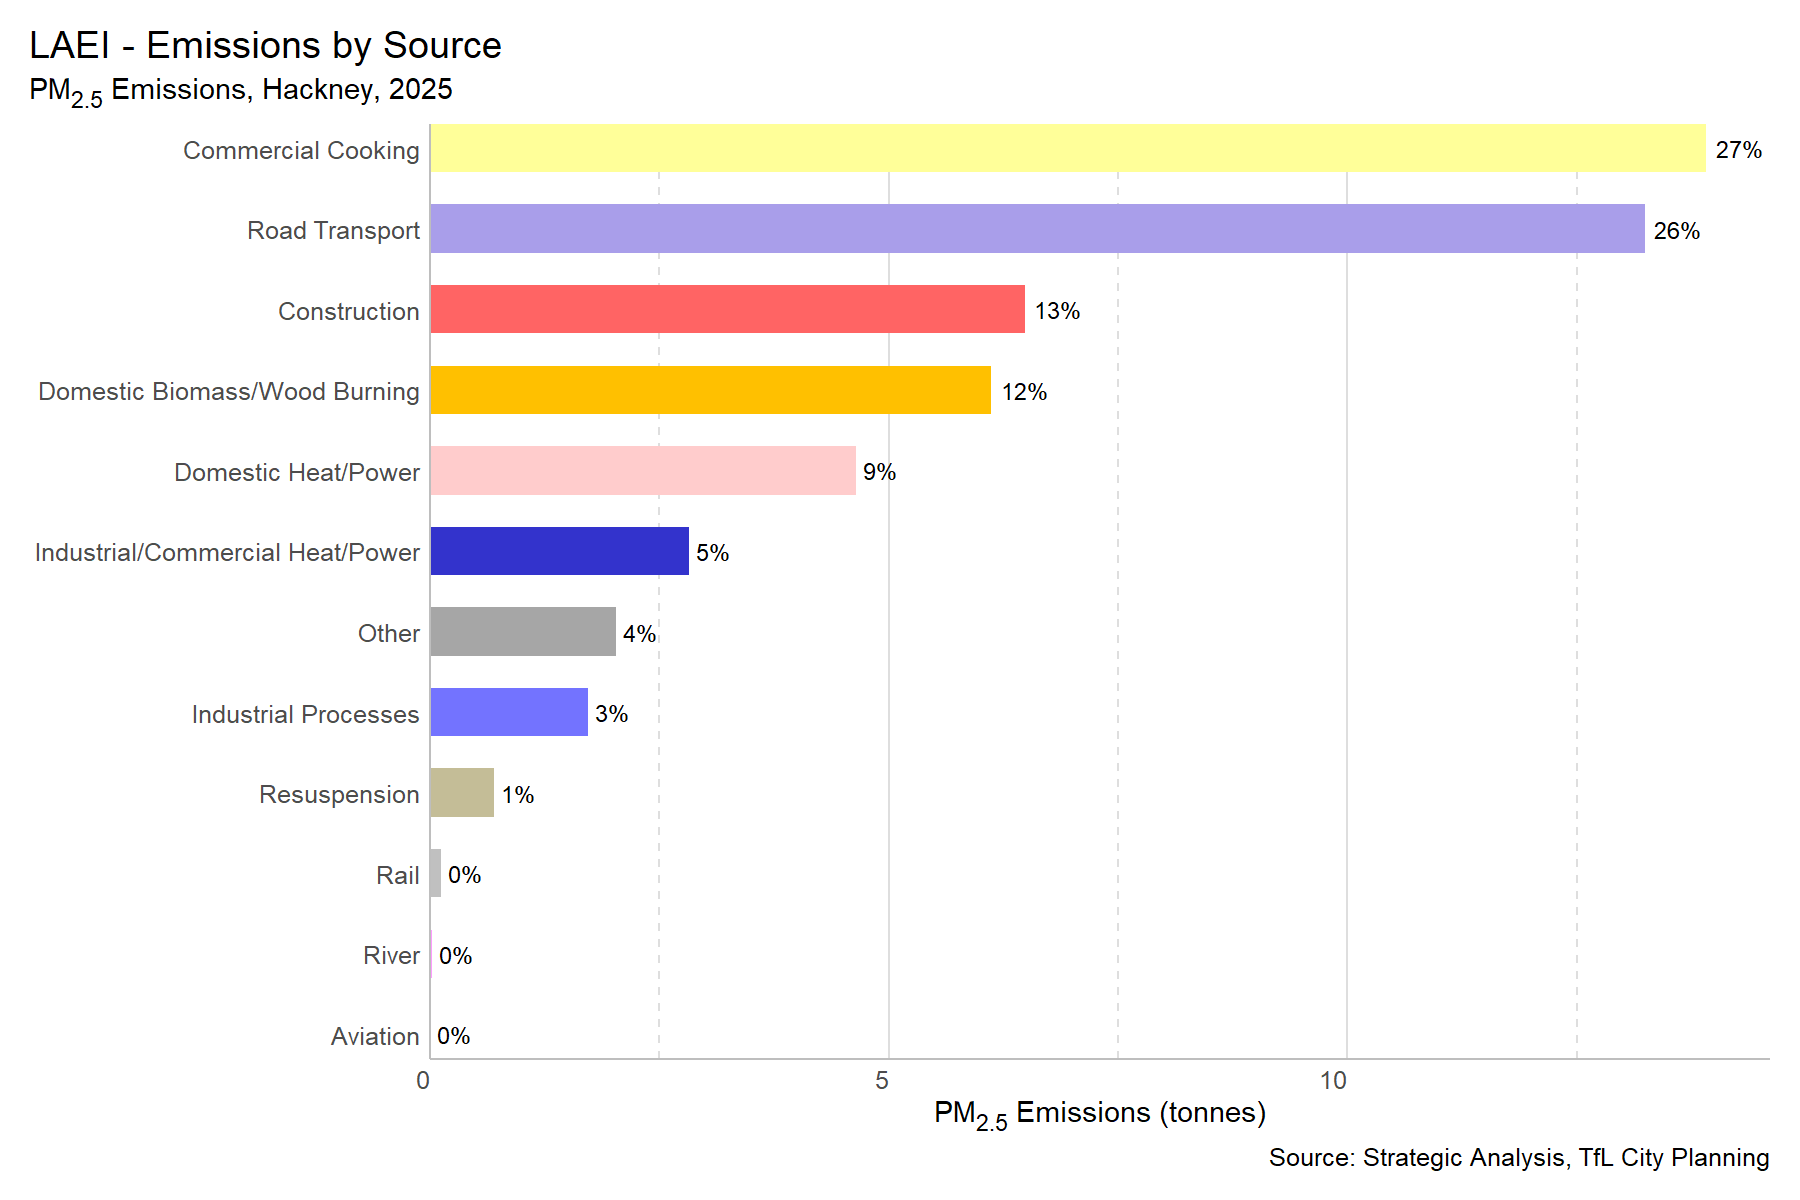 LAEI - Emissions by Source
PM2.5 Emissions, Hackney, 2025
Commercial Cooking 27%
Road Transport 26%
Construction 13%
Domestic Biomass/Wood Burning 12%
Domestic Heat/Power 9%
Industrial/Commercial Heat/Power 5%
Other 4%
Industrial Processes 3%
Resuspension 1%
Rail 0%
River 0%
Aviation 0%
0 5 10
PM2.5 Emissions (tonnes)
Source: Strategic Analysis, TfL City Planning